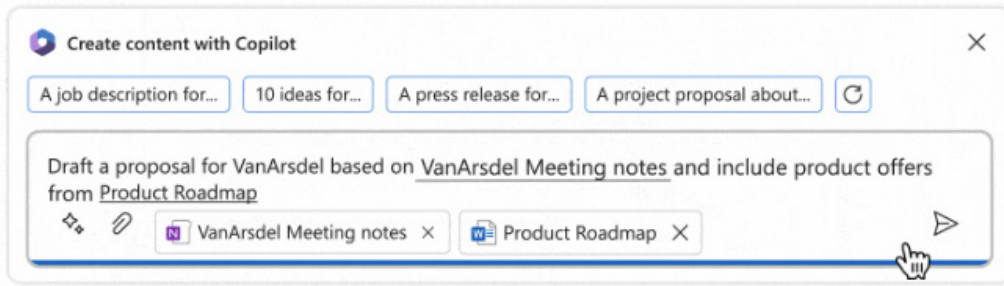 Create content with Copilot
A job description for...
10 ideas for...
A press release for...
A project proposal about...
Draft a proposal for VanArsdel based on VanArsdel Meeting notes and include product offers
from Product Roadmap
N VanArsdel Meeting notes
W Product Roadmap